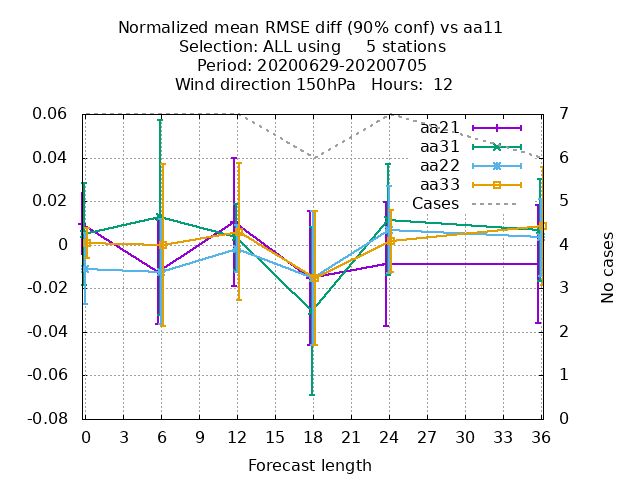 Normalized mean RMSE diff (90% conf) vs aa11
Selection: ALL using     5 stations
Period: 20200629-20200705
Wind direction 150hPa   Hours:  12
0.06
0.04
0.02
0
-0.02
-0.04
-0.06
-0.08
aa21
aa31
aa22
aa33
Cases
7
6
5
4
3
2
1
0
No cases
0 3 6 9 12 15 18 21 24 27 30 33 36
Forecast length